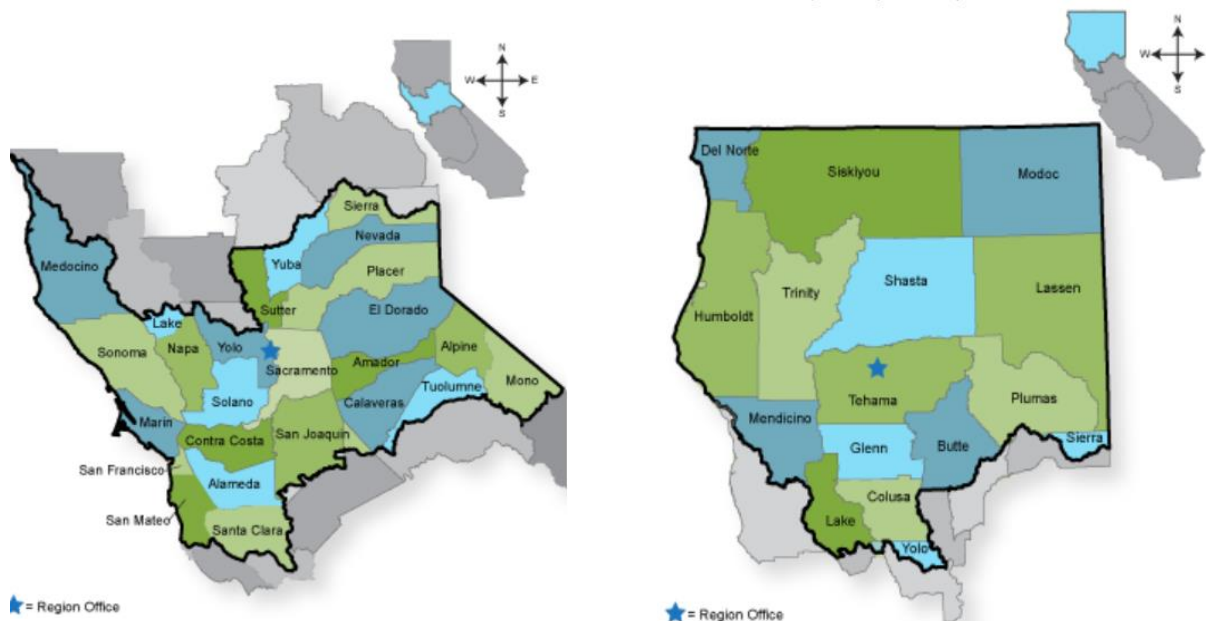 N
W E
S
Sierra
Nevada
Yuba
Placer
Medocino
Sutter
El Dorado
Lake
Napa
Yolo
Sonoma
Amador
Alpine
Sacramento
Mono
Tuolumne
Solano
Calaveras
Marin
Contra Costa
San Joaquin
San Francisco
Alameda
San Mateo
Santa Clara
= Region Office
N
W
S
Del Norte
Siskiyou
Modoc
Shasta
Trinity
Lassen
Humboldt
Tehama
Plumas
Mendicino
Glenn
Butte
Sierra
Colusa
Lake
Yolo
= Region Office